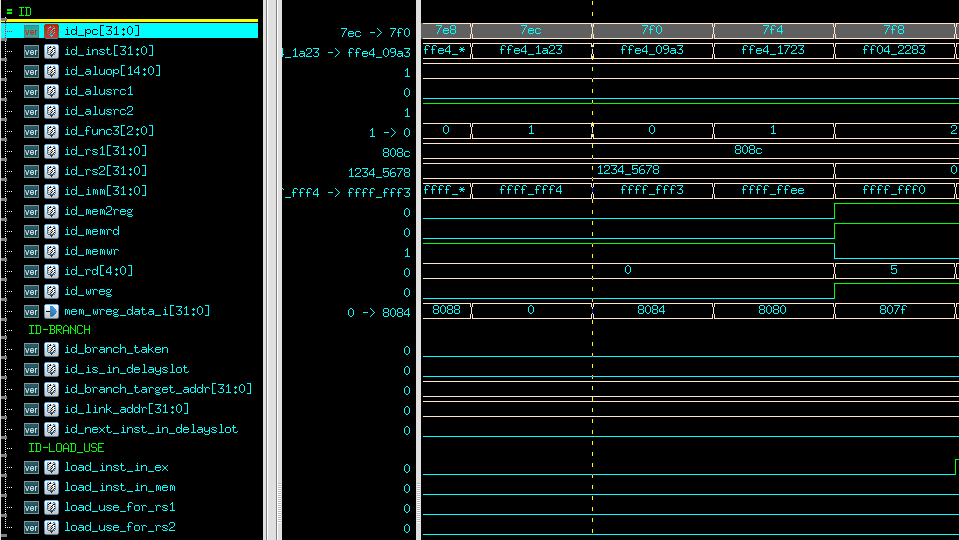 = ID
ver id_pc[31:0] 7ec -> 7f0 7e8 7ec 7f0 7f4 7f8
ver id_inst[31:0] 4_1a23 -> ffe4_09a3 ffe4_* ffe4_1a23 ffe4_09a3 ffe4_1723 ff04_2283
ver id_aluop[14:0] 1
ver id_alusrc1 0
ver id_alusrc2 1
ver id_func3[2:0] 1 -> 0 0 1 0 1 2
ver id_rs1[31:0] 808c 808c
ver id_rs2[31:0] 1234_5678 1234_5678 0
ver id_imm[31:0] f_fff4 -> ffff_fff3 ffff_* ffff_fff4 ffff_fff3 ffff_ffee ffff_fff0
ver id_mem2reg 0
ver id_memrd 0
ver id_memwr 1
ver id_rd[4:0] 0 0 5
ver id_wreg 0
ver mem_wreg_data_i[31:0] 0 -> 8084 8088 0 8084 8080 807f
ID-BRANCH
ver id_branch_taken 0
ver id_is_in_delayslot 0
ver id_branch_target_addr[31:0] 0
ver id_link_addr[31:0] 0
ver id_next_inst_in_delayslot 0
ID-LOAD_USE
ver load_inst_in_ex 0
ver load_inst_in_mem 0
ver load_use_for_rs1 0
ver load_use_for_rs2 0